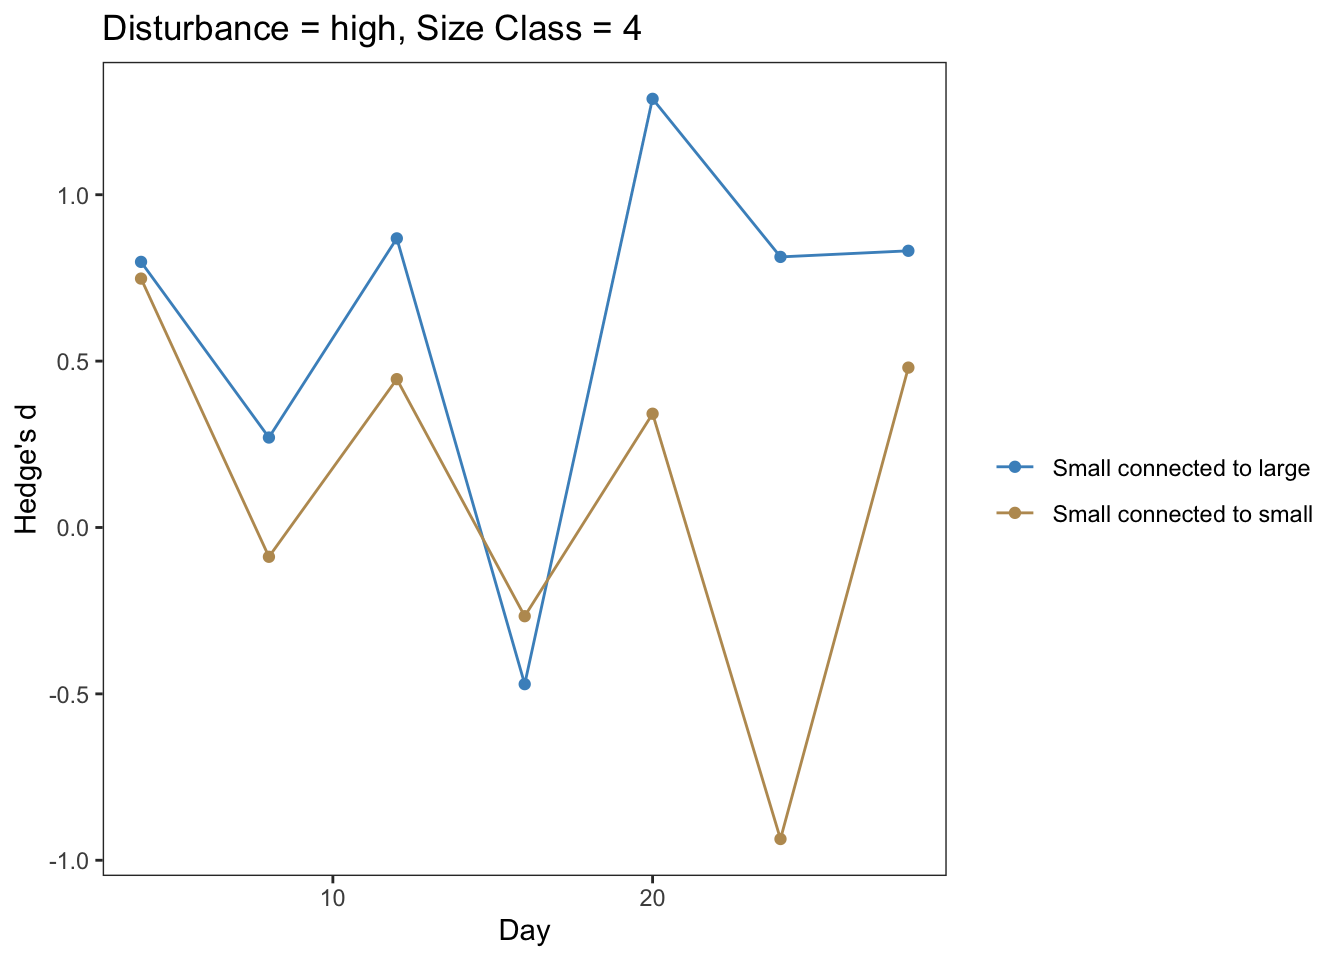 Disturbance = high, Size Class = 4
1.0
0.5
0.0
-0.5
-1.0
Hedge's d
10
20
Day
Small connected to large
Small connected to small